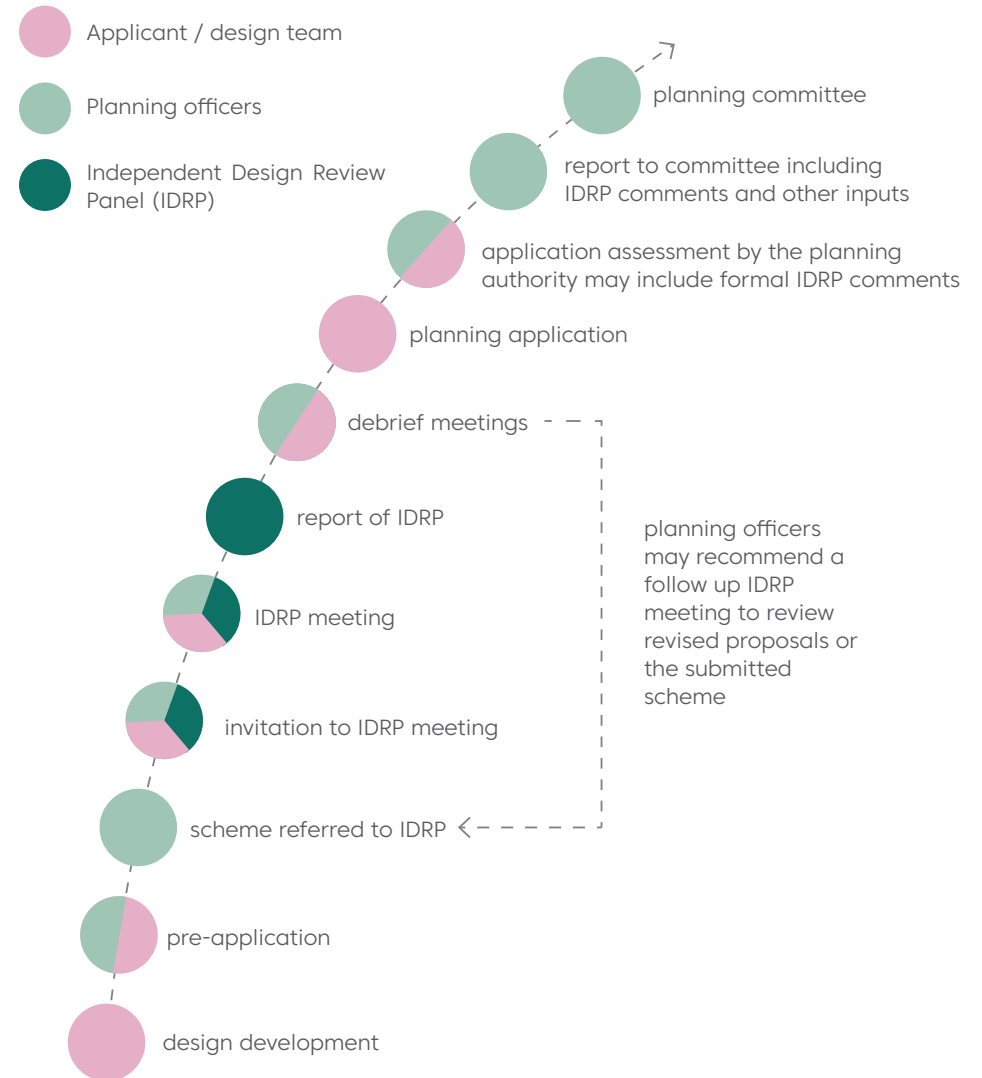 Applicant / design team
Planning officers
Independent Design Review
Panel (IDRP)
planning committee
report to committee including
IDRP comments and other inputs
application assessment by the planning
authority may include formal IDRP comments
planning application
debrief meetings
report of IDRP
planning officers
may recommend a
follow up IDRP
meeting to review
revised proposals or
the submitted
scheme
IDRP meeting
invitation to IDRP meeting
scheme referred to IDRP
pre-application
design development